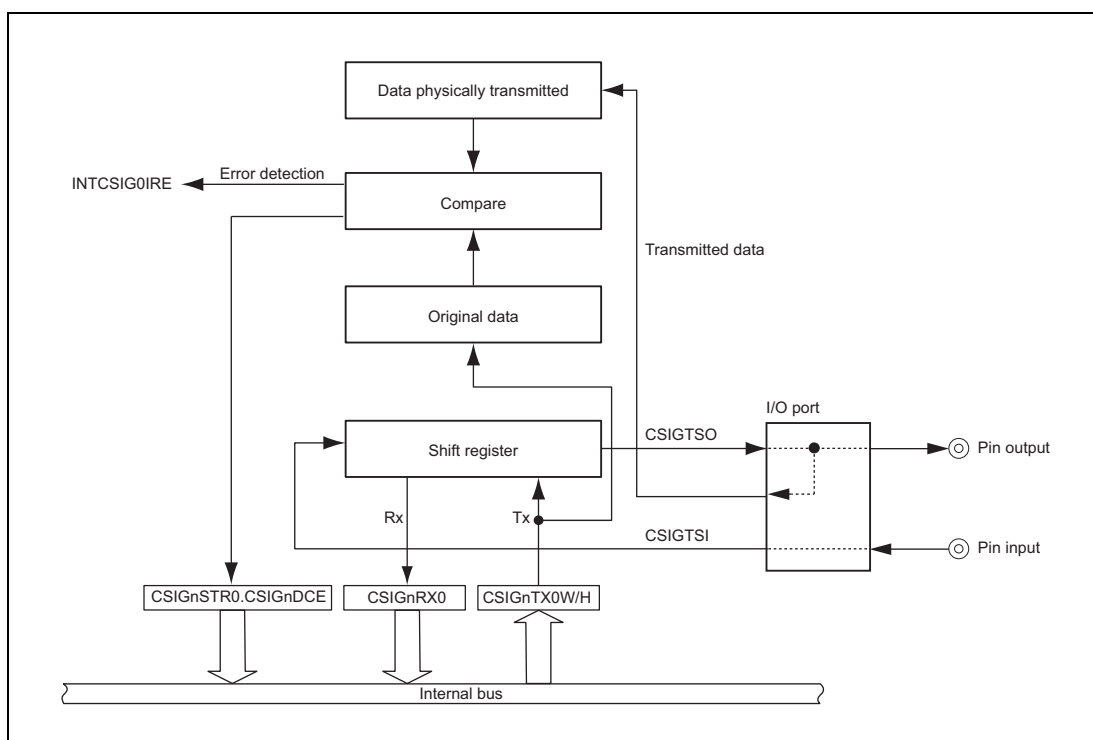 Data physically transmitted
Error detection
INTCSIG0IRE
Compare
Transmitted data
Original data
I/O port
Shift register
CSIGTSO
Pin output
Rx
Tx
CSIGTSI
Pin input
CSIGnSTR0.CSIGnDCE
CSIGnRX0
CSIGnTX0W/H
Internal bus